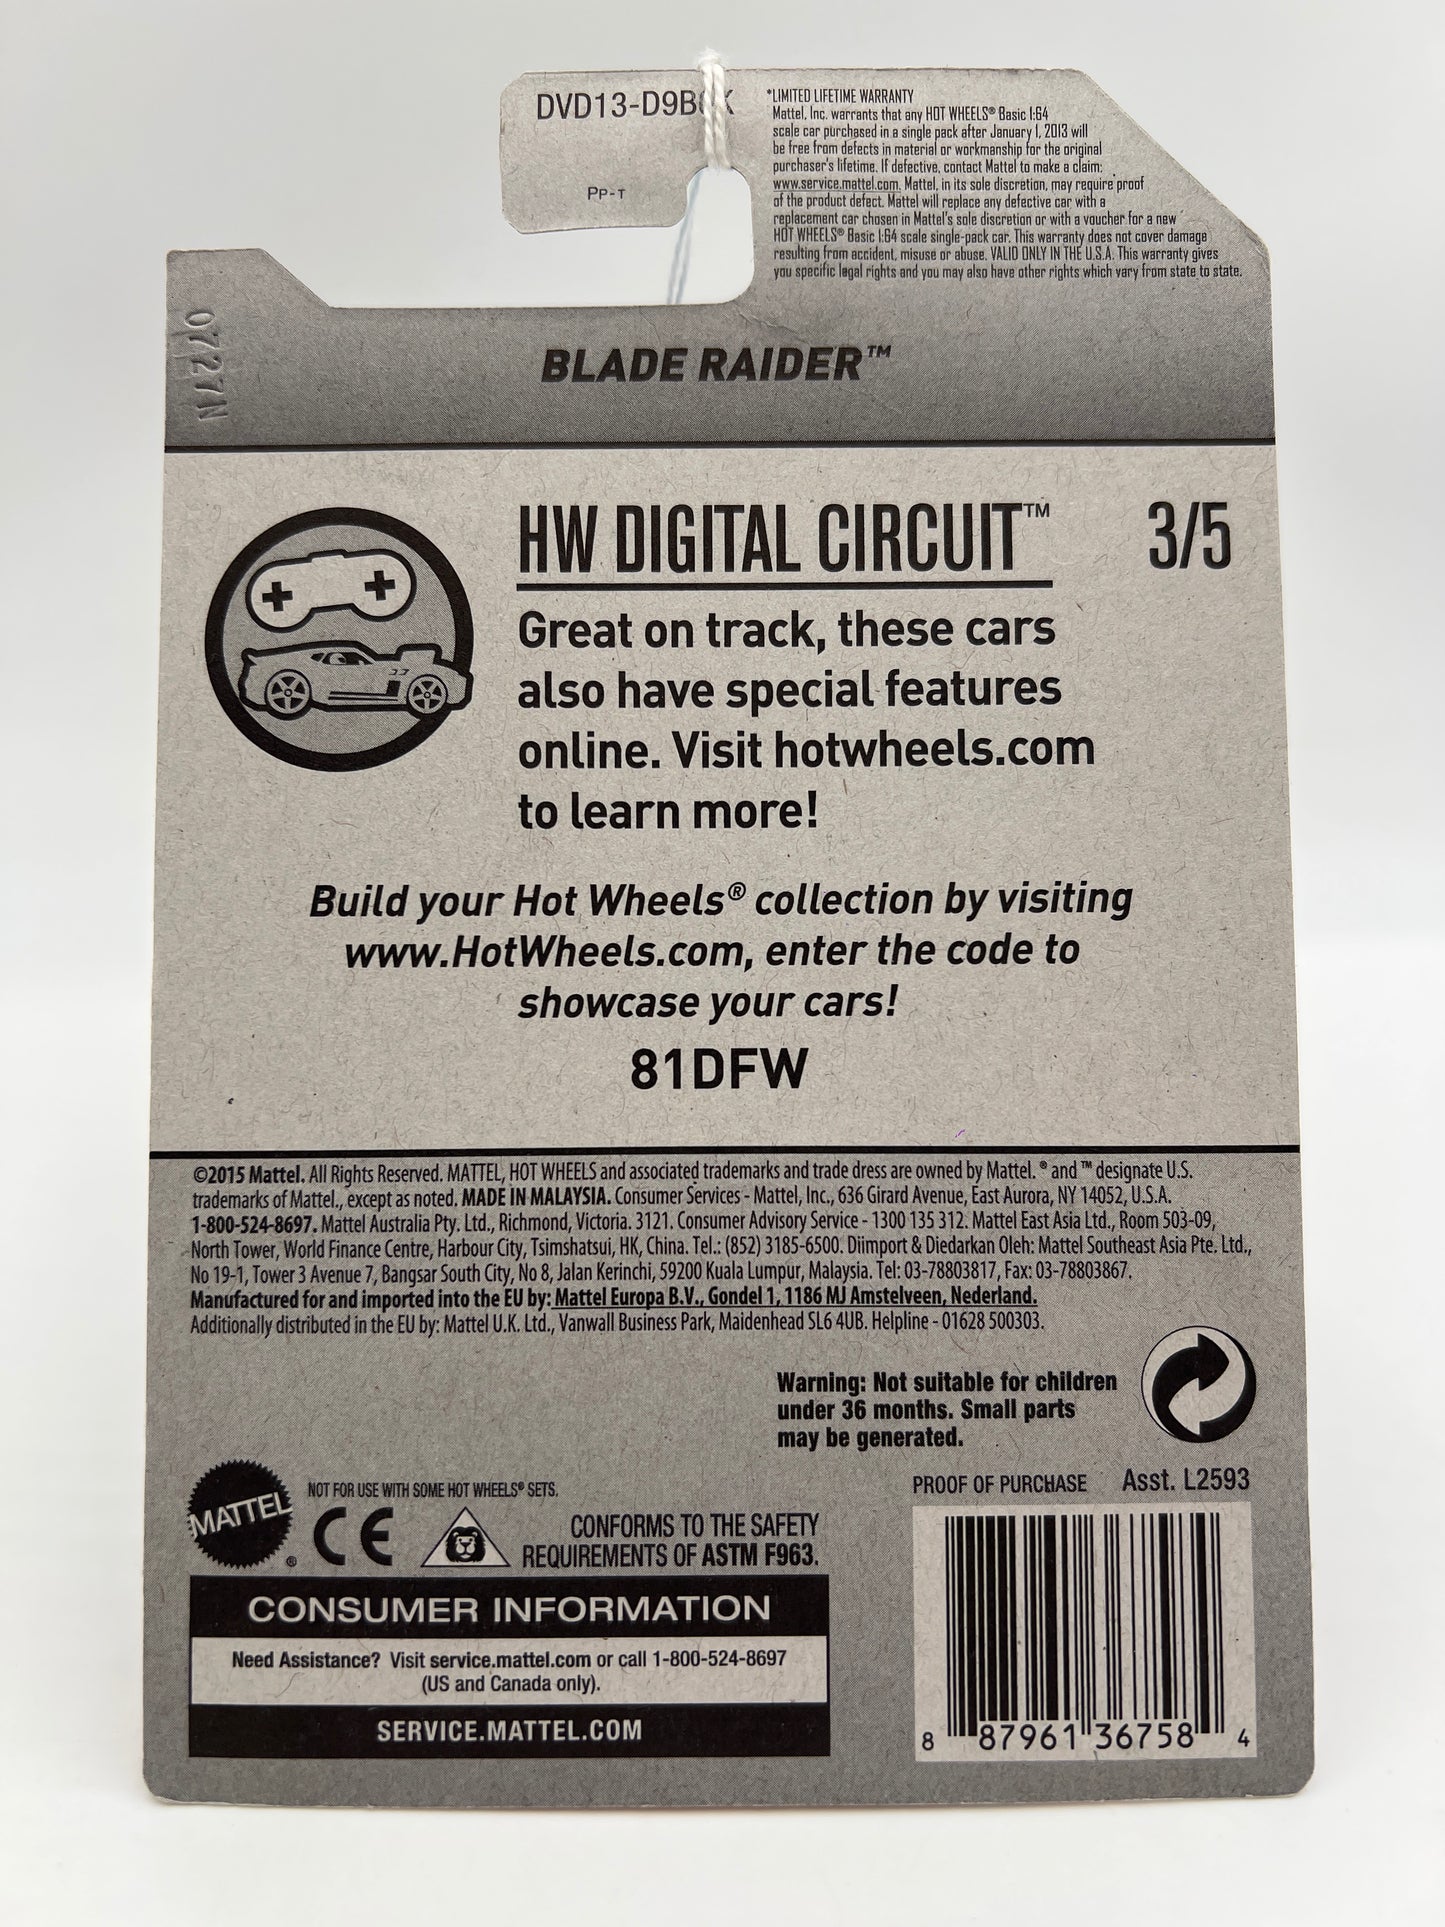 DVD13-D9B
PP-T
*LIMITED LIFETIME WARRANTY
Mattel, Inc. warrants that any HOT WHEELS® Basic 1:64
scale car purchased in a single pack after January 1, 2013 will
be free from defects in material or workmanship for the original
purchaser's lifetime. If defective, contact Mattel to make a claim:
www.service.mattel.com. Mattel, in its sole discretion, may require proof
of the product defect. Mattel will replace any defective car with a
replacement car chosen in Mattel's sole discretion or with a voucher for a new
HOT WHEELS® Basic 1:64 scale single-pack car. This warranty does not cover damage
resulting from accident, misuse or abuse. VALID ONLY IN THE U.S.A. This warranty gives
you specific legal rights and you may also have other rights which vary from state to state.
0727N
BLADE RAIDER™
HW DIGITAL CIRCUIT™ 3/5
Great on track, these cars
also have special features
online. Visit hotwheels.com
to learn more!
Build your Hot Wheels® collection by visiting
www.HotWheels.com, enter the code to
showcase your cars!
81DFW
©2015 Mattel. All Rights Reserved. MATTEL, HOT WHEELS and associated trademarks and trade dress are owned by Mattel. ® and ™ designate U.S.
trademarks of Mattel., except as noted. MADE IN MALAYSIA. Consumer Services - Mattel, Inc., 636 Girard Avenue, East Aurora, NY 14052, U.S.A.
1-800-524-8697. Mattel Australia Pty. Ltd., Richmond, Victoria. 3121. Consumer Advisory Service - 1300 135 312. Mattel East Asia Ltd., Room 503-09,
North Tower, World Finance Centre, Harbour City, Tsimshatsui, HK, China. Tel.: (852) 3185-6500. Diimport & Diedarkan Oleh: Mattel Southeast Asia Pte. Ltd.,
No 19-1, Tower 3 Avenue 7, Bangsar South City, No 8, Jalan Kerinchi, 59200 Kuala Lumpur, Malaysia. Tel: 03-78803817, Fax: 03-78803867.
Manufactured for and imported into the EU by: Mattel Europa B.V., Gondel 1, 1186 MJ Amstelveen, Nederland.
Additionally distributed in the EU by: Mattel U.K. Ltd., Vanwall Business Park, Maidenhead SL6 4UB. Helpline - 01628 500303.
Warning: Not suitable for children
under 36 months. Small parts
may be generated.
MATTEL®
NOT FOR USE WITH SOME HOT WHEELS® SETS.
CE
CONFORMS TO THE SAFETY
REQUIREMENTS OF ASTM F963.
PROOF OF PURCHASE Asst. L2593
CONSUMER INFORMATION
Need Assistance? Visit service.mattel.com or call 1-800-524-8697
(US and Canada only).
SERVICE.MATTEL.COM
8 87961 36758 4